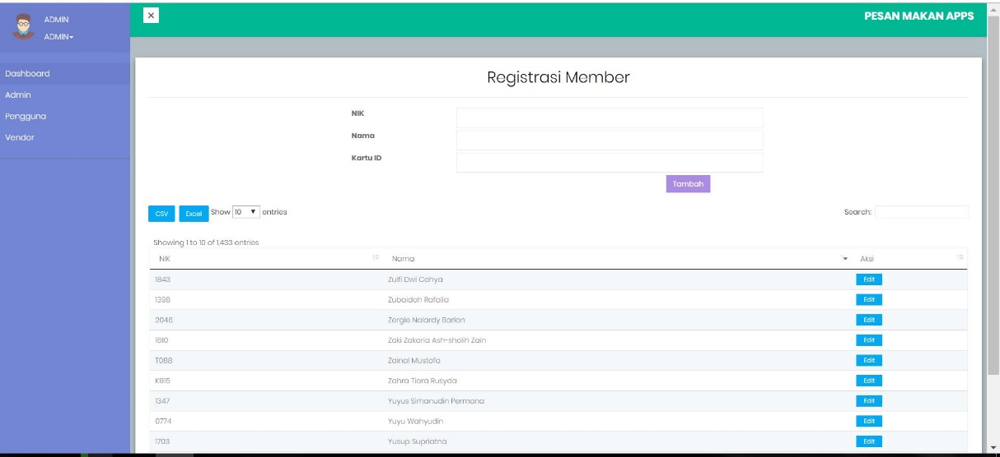 ADMIN
ADMIN
Dashboard
Admin
Pengguna
Vendor
×
PESAN MAKAN APPS
Registrasi Member
NIK
Nama
Kartu ID
Tambah
CSV Excel Show 10 entries
Search:
Showing 1 to 10 of 1,433 entries
NIK Nama Aksi
1843 Zulfi Dwi Cahya Edit
1398 Zubaidah Rafaila Edit
2046 Zergie Naiardy Barlan Edit
1610 Zaki Zakaria Ash-sholih Zain Edit
T088 Zainal Mustofa Edit
K915 Zahra Tiara Rusyda Edit
1347 Yuyus Sirhanudin Permana Edit
0774 Yuyu Wahyudin Edit
1703 Yusup Supriatna Edit